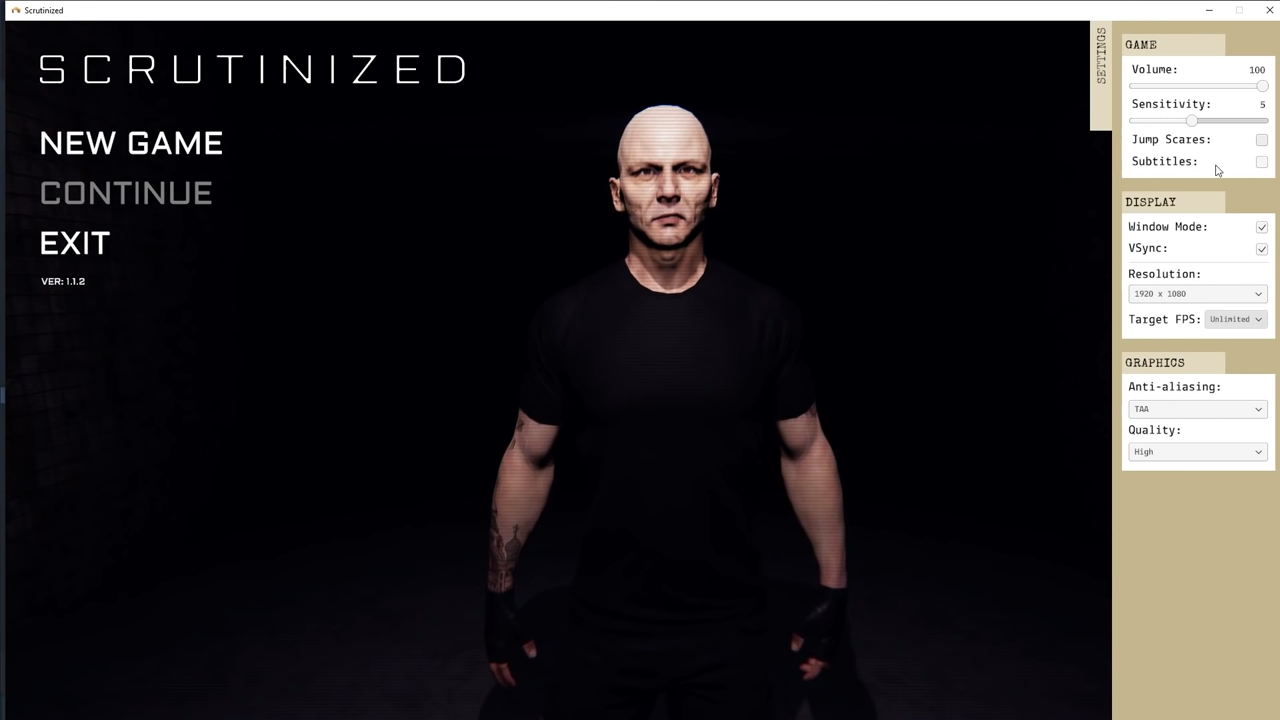 Scrutinized
SCRUTINIZED
NEW GAME
CONTINUE
EXIT
VER: 1.1.2
SETTINGS
GAME
Volume: 100
Sensitivity: 5
Jump Scares:
Subtitles:
DISPLAY
Window Mode:
VSync:
Resolution:
1920 x 1080
Target FPS: Unlimited
GRAPHICS
Anti-aliasing:
TAA
Quality:
High